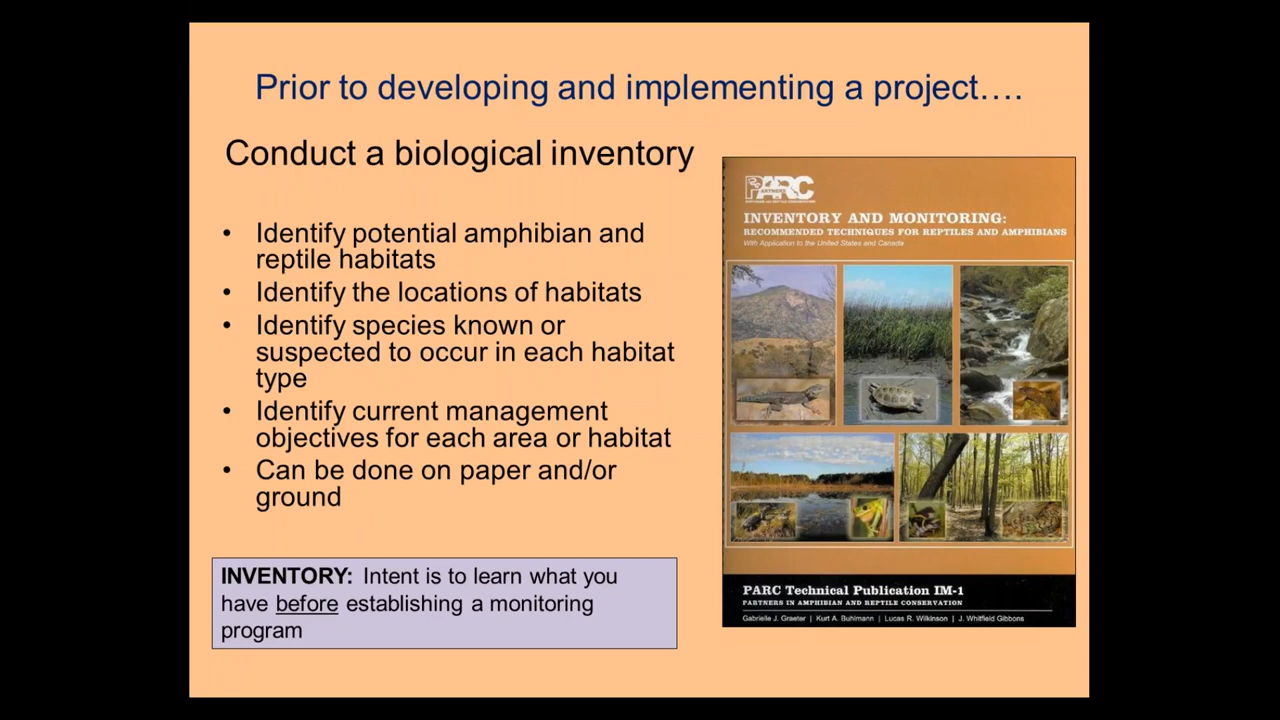 Prior to developing and implementing a project….
Conduct a biological inventory
• Identify potential amphibian and
reptile habitats
• Identify the locations of habitats
• Identify species known or
suspected to occur in each habitat
type
• Identify current management
objectives for each area or habitat
• Can be done on paper and/or
ground
INVENTORY: Intent is to learn what you
have before establishing a monitoring
program
PARC
PARTNERS
INVENTORY AND MONITORING:
RECOMMENDED TECHNIQUES FOR REPTILES AND AMPHIBIANS
With Application to the United States and Canada
PARC Technical Publication IM-1
PARTNERS IN AMPHIBIAN AND REPTILE CONSERVATION
Gabrielle J. Graeter | Kurt A. Buhlmann | Lucas R. Wilkinson | J. Whitfield Gibbons